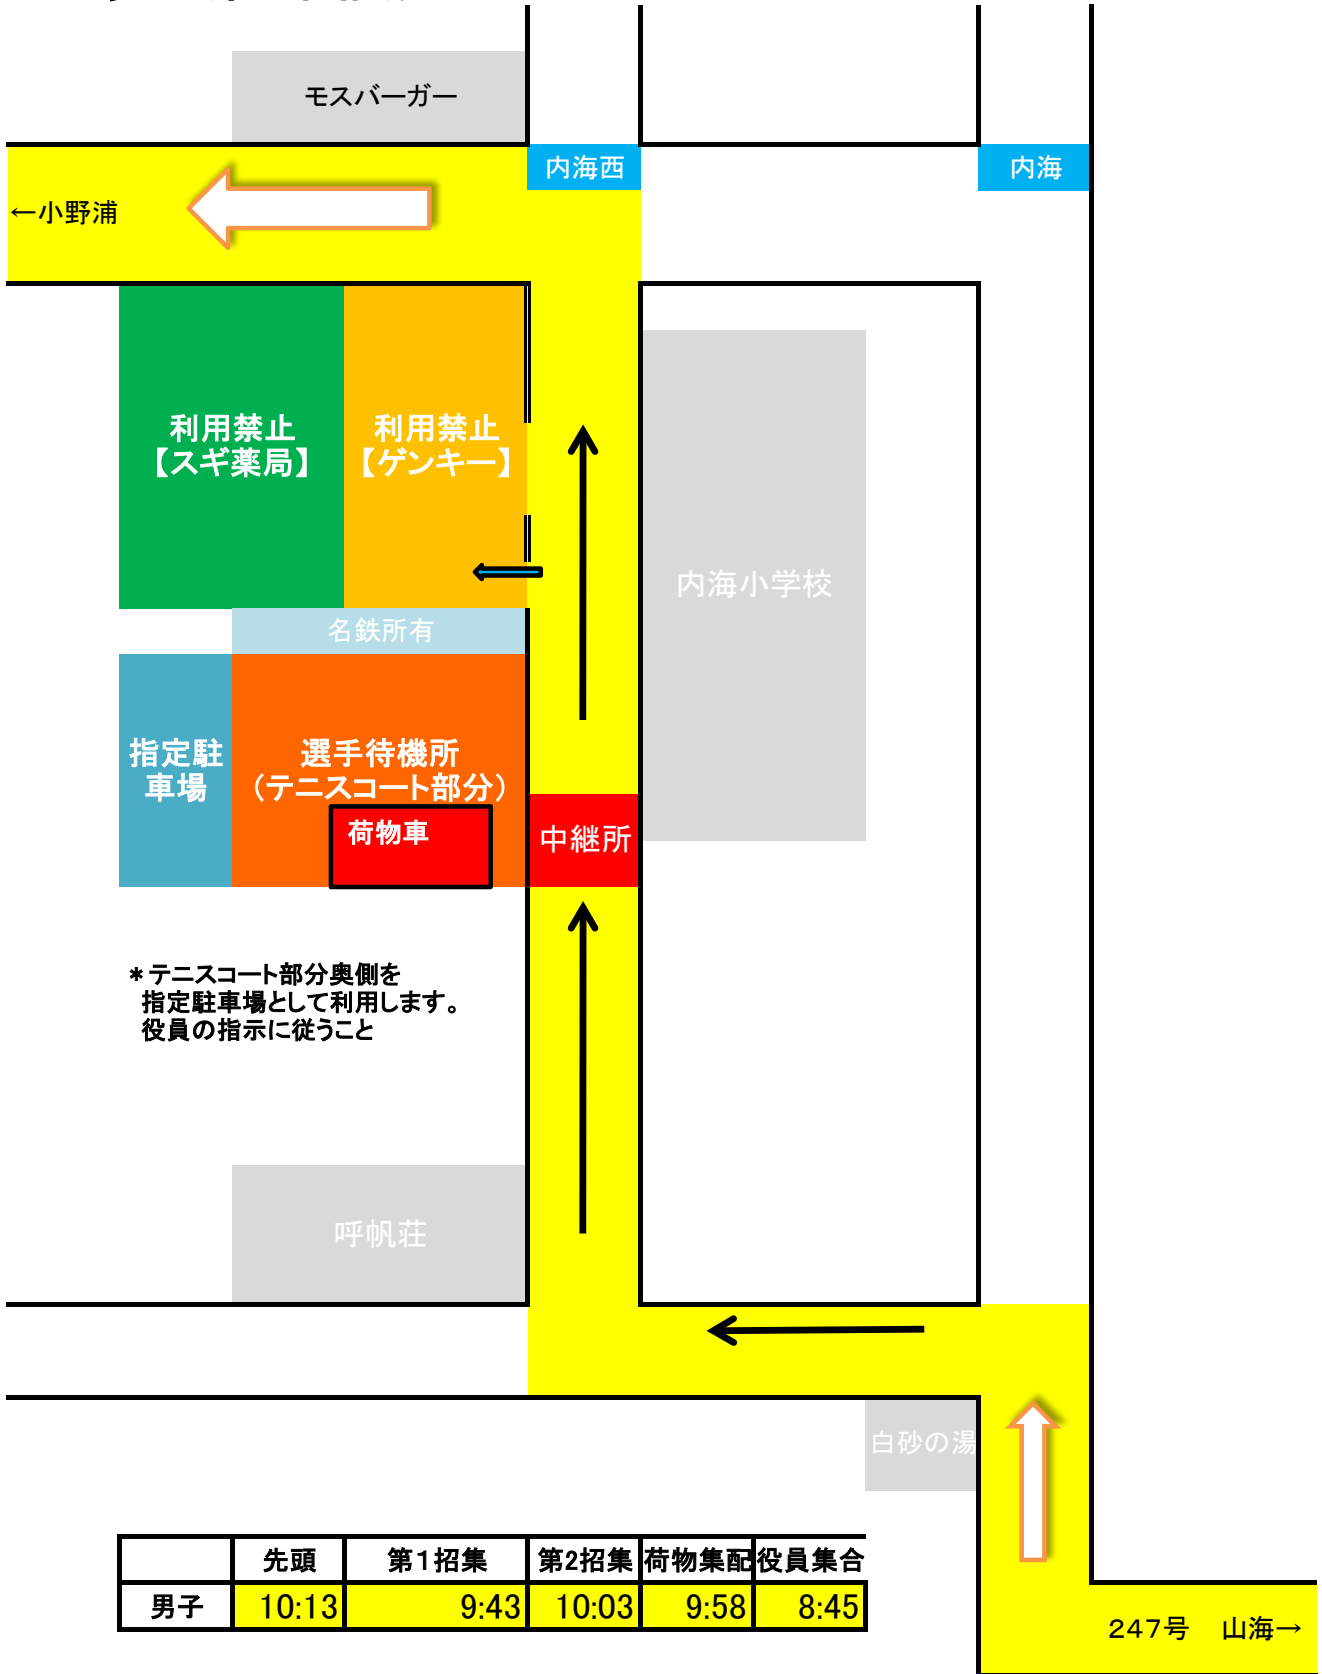 モスバーガー
内海西
内海
←小野浦
利用禁止
【スギ薬局】
利用禁止
【ゲンキー】
内海小学校
名鉄所有
指定駐
車場
選手待機所
（テニスコート部分）
荷物車
中継所
＊テニスコート部分奥側を
指定駐車場として利用します。
役員の指示に従うこと
呼帆荘
白砂の湯
先頭 第1招集 第2招集 荷物集配 役員集合
男子 10:13 9:43 10:03 9:58 8:45
247号 山海→